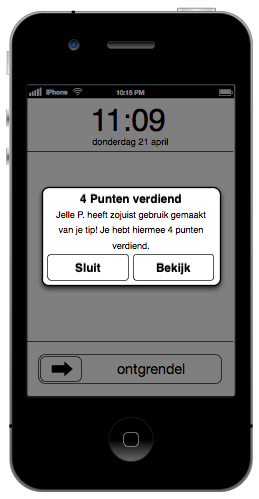 iPhone 10:15 PM
11:09
donderdag 21 april
4 Punten verdiend
Jelle P. heeft zojuist gebruik gemaakt
van je tip! Je hebt hiermee 4 punten
verdiend.
Sluit Bekijk
ontgrendel